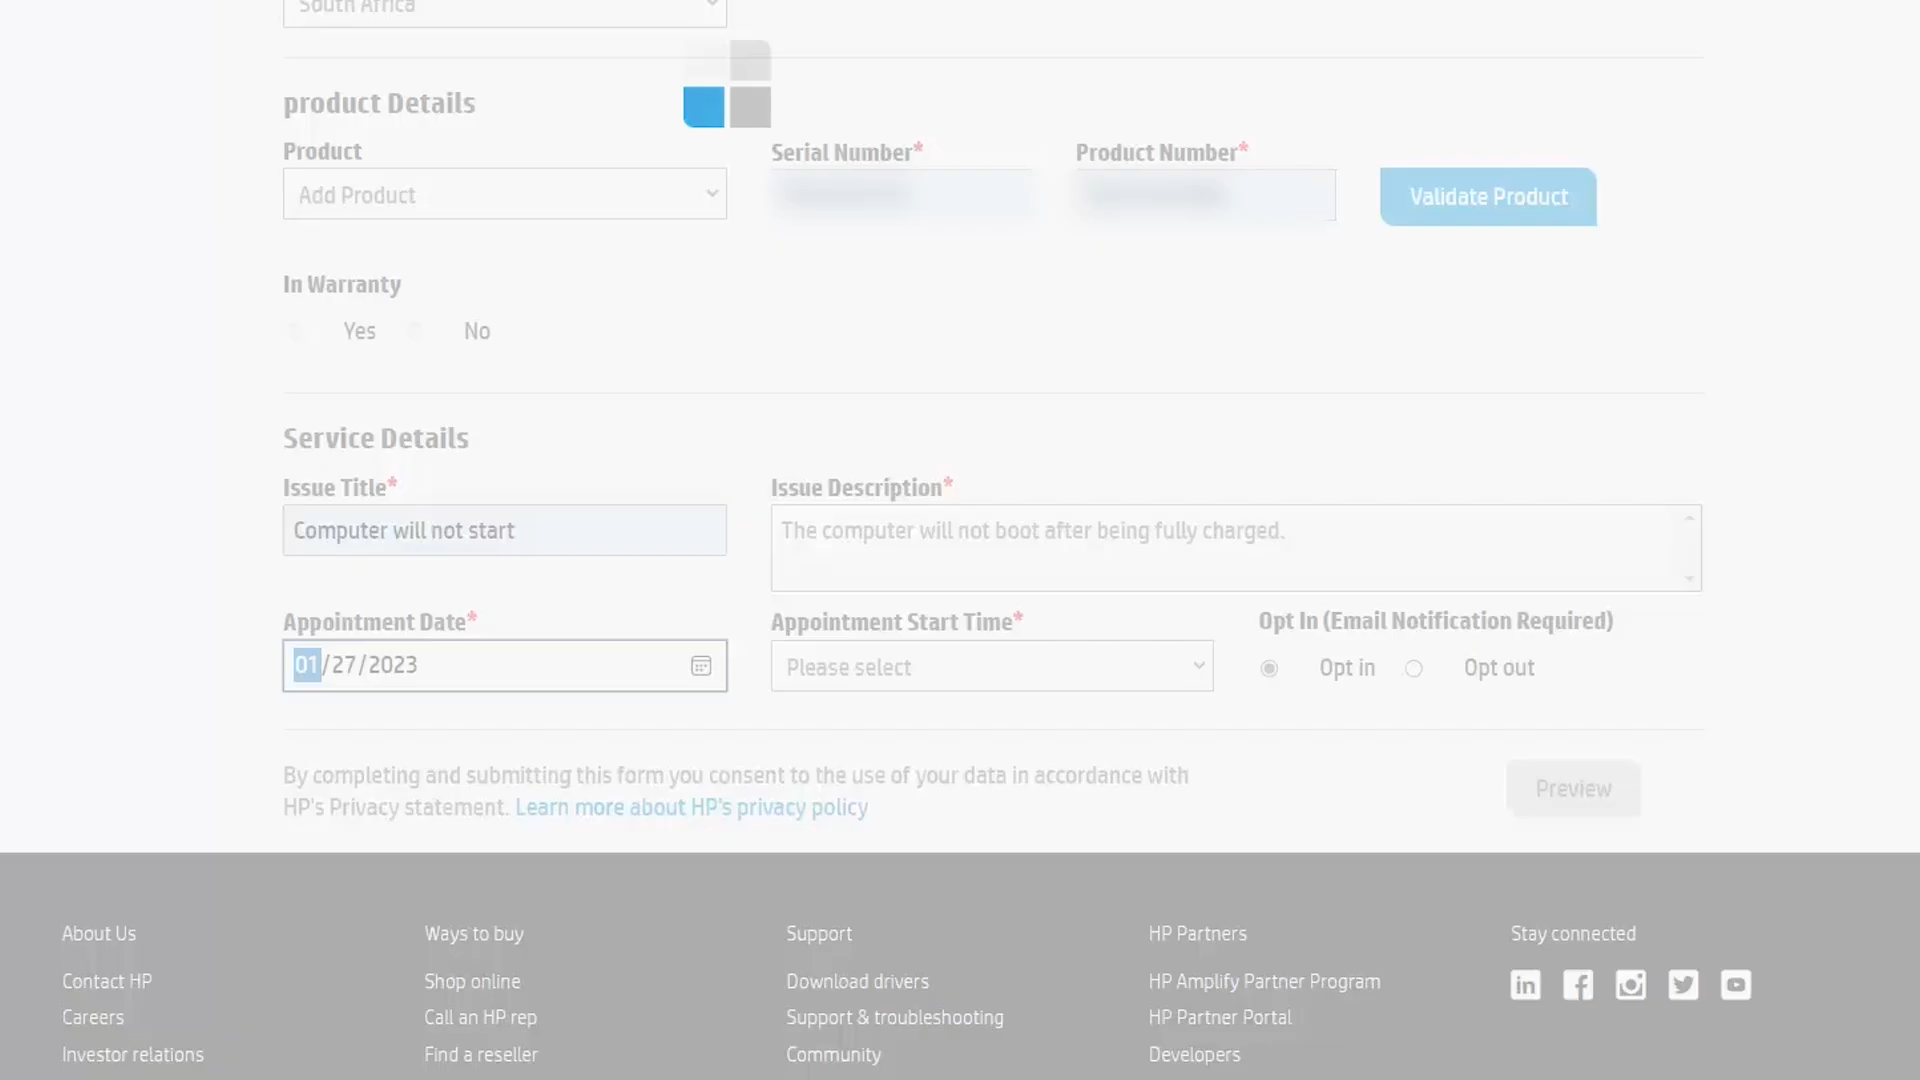 South Africa
product Details
Product
Serial Number*
Product Number*
Add Product
Validate Product
In Warranty
Yes
No
Service Details
Issue Title*
Issue Description*
Computer will not start
The computer will not boot after being fully charged.
Appointment Date*
Appointment Start Time*
Opt In (Email Notification Required)
01/27/2023
Please select
Opt in
Opt out
By completing and submitting this form you consent to the use of your data in accordance with
HP's Privacy statement. Learn more about HP's privacy policy
Preview
About Us
Ways to buy
Support
HP Partners
Stay connected
Contact HP
Shop online
Download drivers
HP Amplify Partner Program
Careers
Call an HP rep
Support & troubleshooting
HP Partner Portal
Investor relations
Find a reseller
Community
Developers